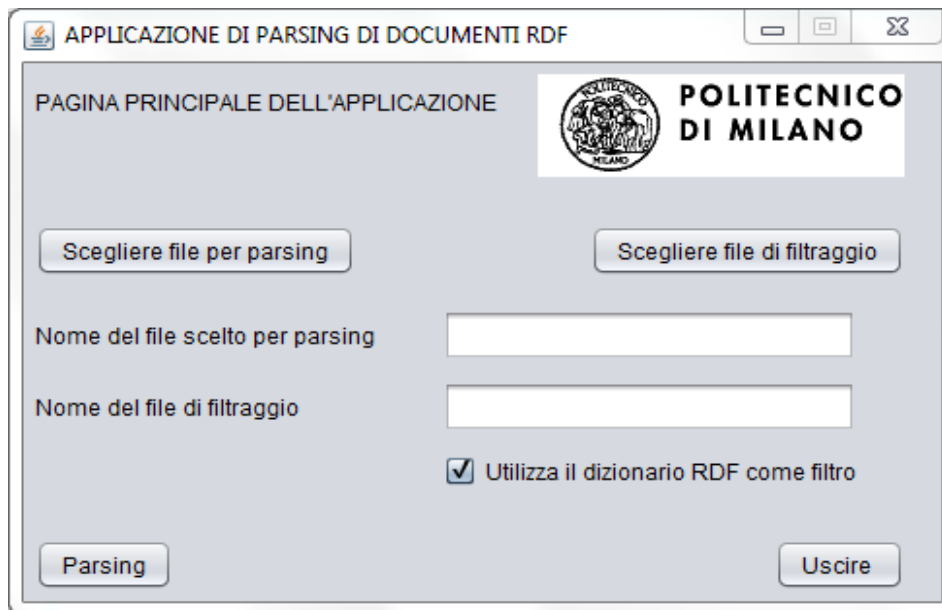 APPLICAZIONE DI PARSING DI DOCUMENTI RDF
PAGINA PRINCIPALE DELL'APPLICAZIONE
POLITECNICO
MILANO
POLITECNICO
DI MILANO
Scegliere file per parsing
Scegliere file di filtraggio
Nome del file scelto per parsing
Nome del file di filtraggio
Utilizza il dizionario RDF come filtro
Parsing
Uscire